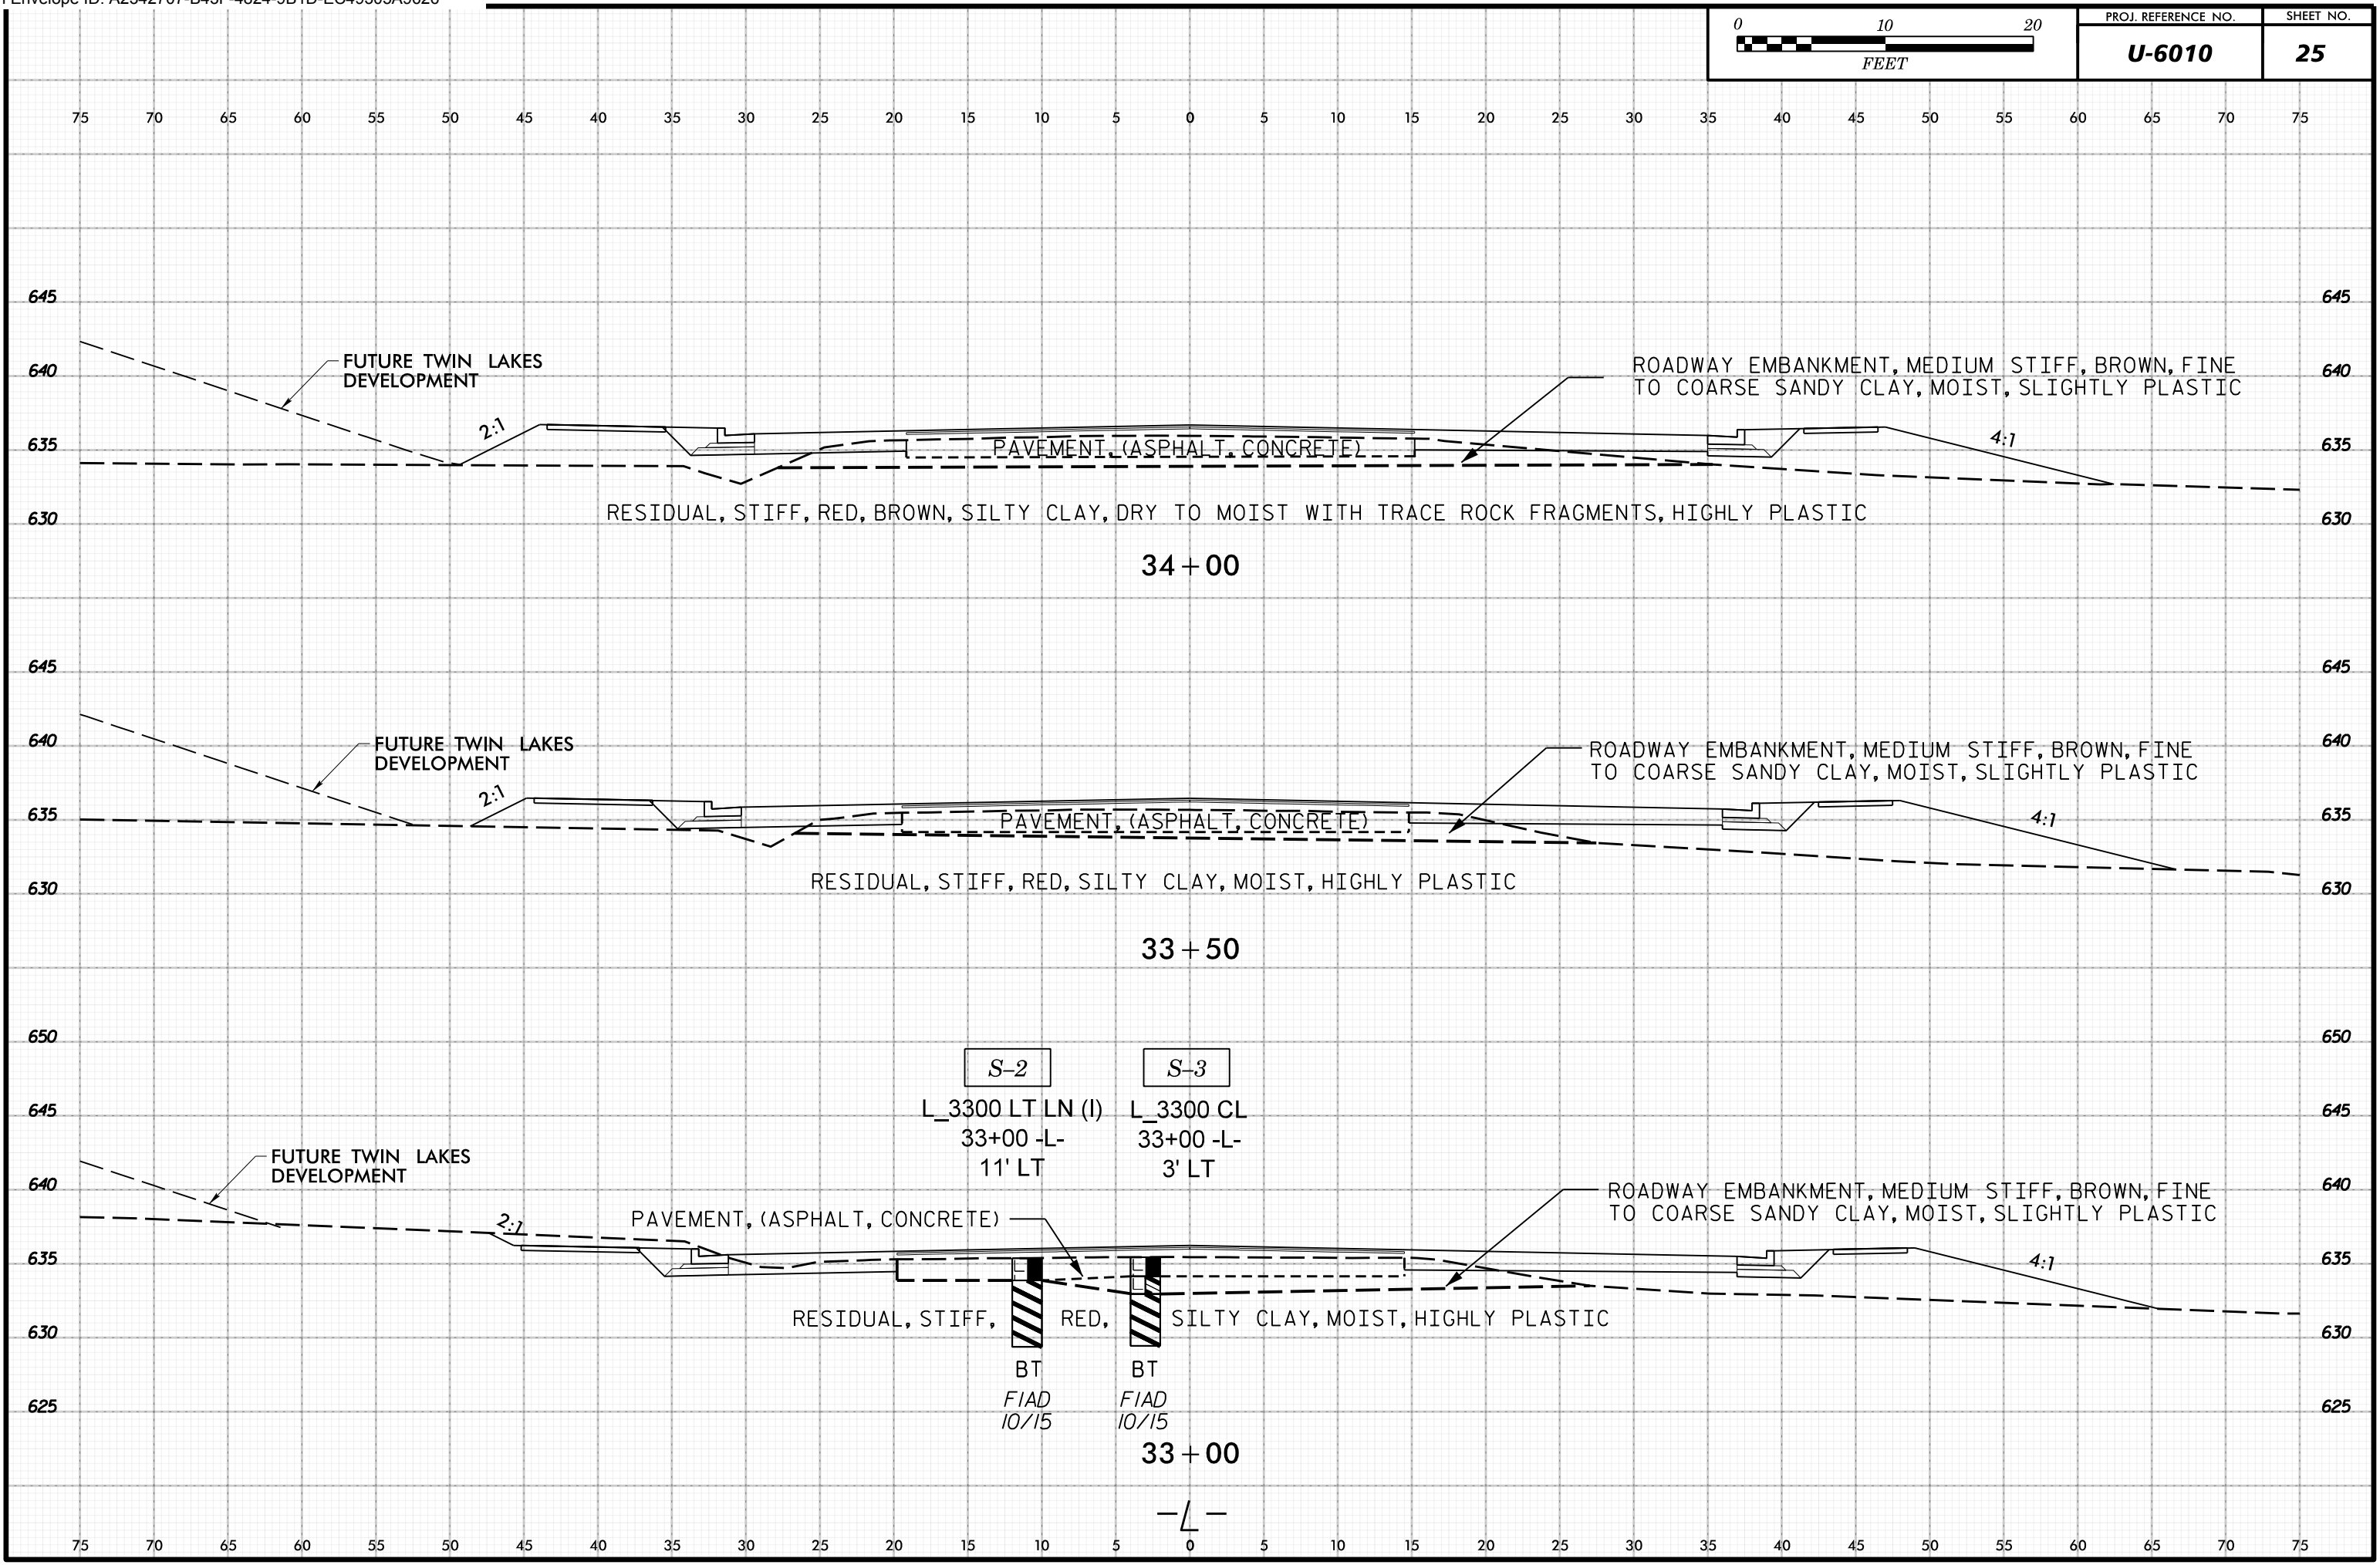 0 10 20
FEET
PROJ. REFERENCE NO.
U-6010
SHEET NO.
25
75 70 65 60 55 50 45 40 35 30 25 20 15 10 5 0 5 10 15 20 25 30 35 40 45 50 55 60 65 70 75
645 645
FUTURE TWIN LAKES
DEVELOPMENT
ROADWAY EMBANKMENT, MEDIUM STIFF, BROWN, FINE
TO COARSE SANDY CLAY, MOIST, SLIGHTLY PLASTIC
640 640
2:1
4:1
635 635
PAVEMENT, (ASPHALT, CONCRETE)
RESIDUAL, STIFF, RED, BROWN, SILTY CLAY, DRY TO MOIST WITH TRACE ROCK FRAGMENTS, HIGHLY PLASTIC
630 630
34+00
645 645
FUTURE TWIN LAKES
DEVELOPMENT
ROADWAY EMBANKMENT, MEDIUM STIFF, BROWN, FINE
TO COARSE SANDY CLAY, MOIST, SLIGHTLY PLASTIC
640 640
2:1
4:1
635 635
PAVEMENT, (ASPHALT, CONCRETE)
RESIDUAL, STIFF, RED, SILTY CLAY, MOIST, HIGHLY PLASTIC
630 630
33+50
650 650
S-2
L_3300 LT LN (I)
33+00 -L-
11' LT
S-3
L_3300 CL
33+00 -L-
3' LT
645 645
FUTURE TWIN LAKES
DEVELOPMENT
640 640
ROADWAY EMBANKMENT, MEDIUM STIFF, BROWN, FINE
TO COARSE SANDY CLAY, MOIST, SLIGHTLY PLASTIC
2:1
PAVEMENT, (ASPHALT, CONCRETE)
4:1
635 635
RESIDUAL, STIFF, RED, SILTY CLAY, MOIST, HIGHLY PLASTIC
630 630
BT BT
FIAD FIAD
10/15 10/15
625 625
33+00
-L-
75 70 65 60 55 50 45 40 35 30 25 20 15 10 5 0 5 10 15 20 25 30 35 40 45 50 55 60 65 70 75